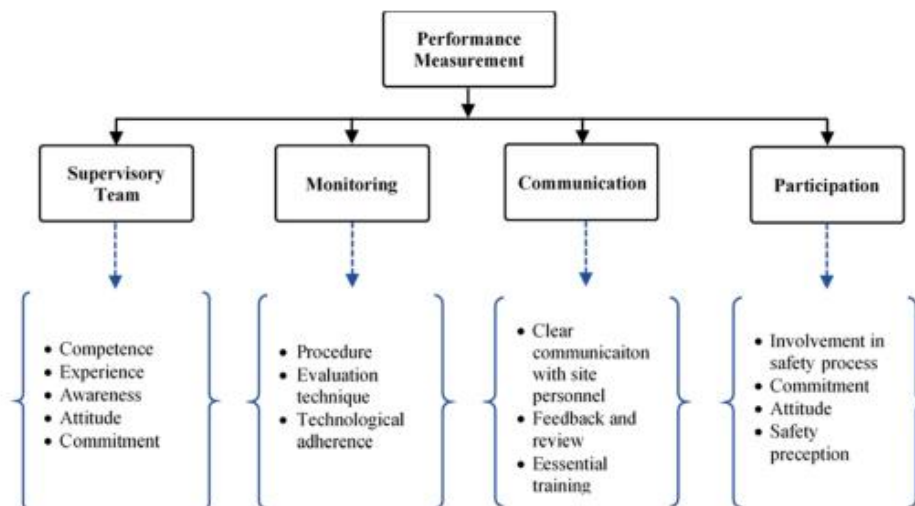 Performance
Measurement
Supervisory
Team
Monitoring
Communication
Participation
• Competence
• Experience
• Awareness
• Attitude
• Commitment
• Procedure
• Evaluation
technique
• Technological
adherence
• Clear
communicaiton
with site
personnel
• Feedback and
review
• Eessential
training
• Involvement in
safety process
• Commitment
• Attitude
• Safety
preception